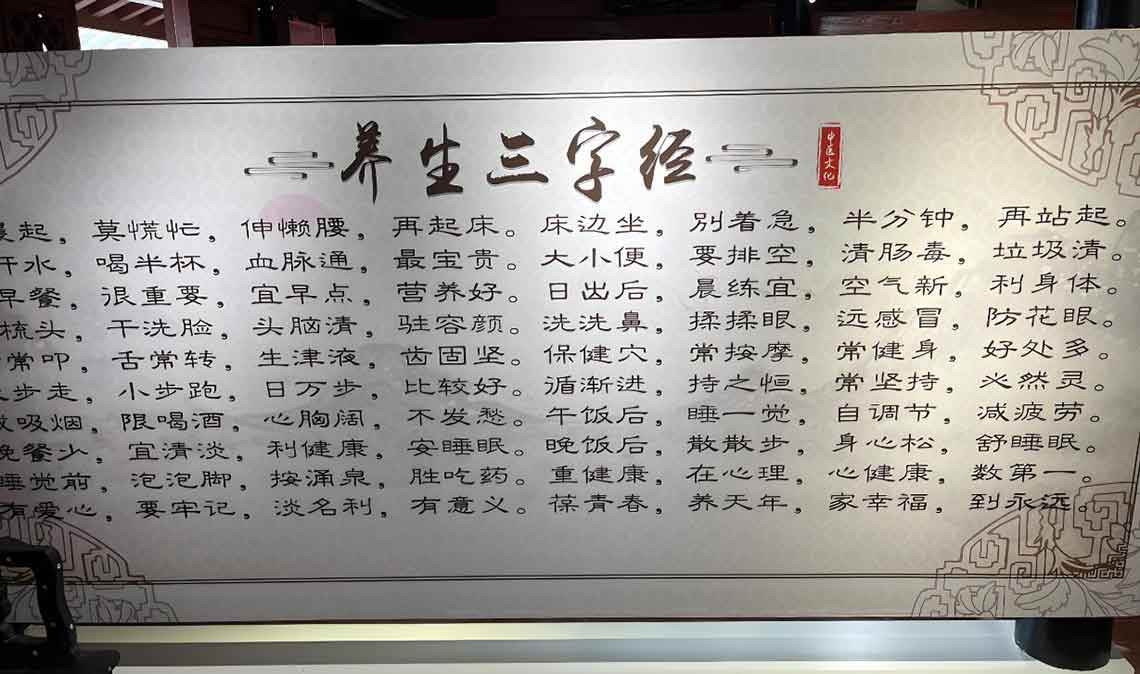 养生三字经
中医文化
晨起，莫慌忙，伸懒腰，再起床。床边坐，别着急，半分钟，再站起。
开水，喝半杯，血脉通，最宝贵。大小便，要排空，清肠毒，垃圾清。
早餐，很重要，宜早点，营养好。日出后，晨练宜，空气新，利身体。
梳头，干洗脸，头脑清，驻容颜。洗洗鼻，揉揉眼，远感冒，防花眼。
常叩，舌常转，生津液，齿固坚。保健穴，常按摩，常健身，好处多。
步走，小步跑，日万步，比较好。循渐进，持之恒，常坚持，必然灵。
吸烟，限喝酒，心胸阔，不发愁。午饭后，睡一觉，自调节，减疲劳。
晚餐少，宜清淡，利健康，安睡眠。晚饭后，散散步，身心松，舒睡眠。
睡觉前，泡泡脚，按涌泉，胜吃药。重健康，在心理，心健康，数第一。
有爱心，要牢记，淡名利，有意义。葆青春，养天年，家幸福，到永远。